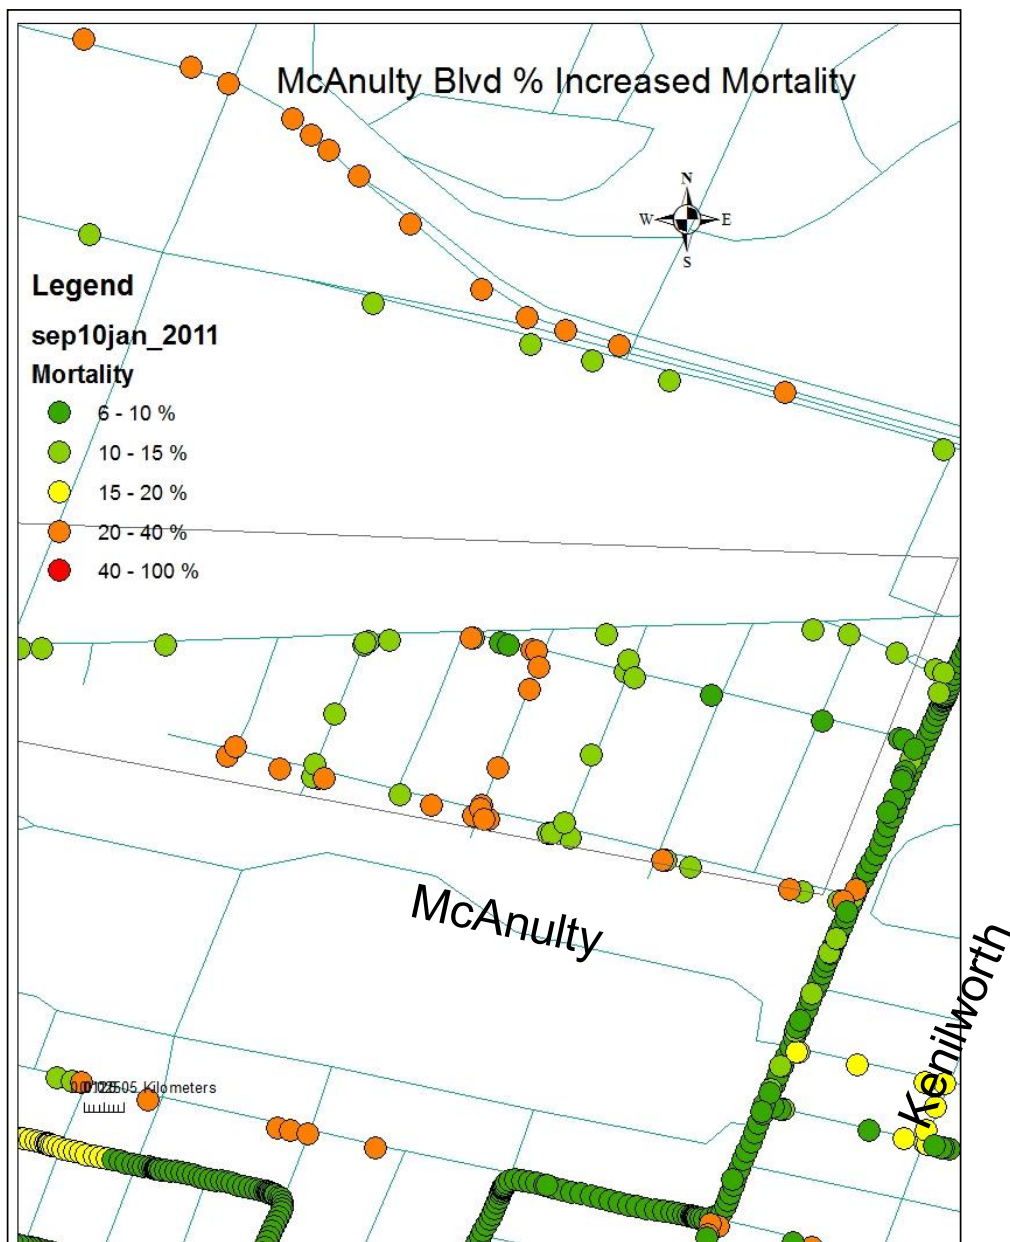 McAnulty Blvd % Increased Mortality
N
W E
S
Legend
sep10jan_2011
Mortality
6 - 10 %
10 - 15 %
15 - 20 %
20 - 40 %
40 - 100 %
McAnulty
Kenilworth
Kilometers